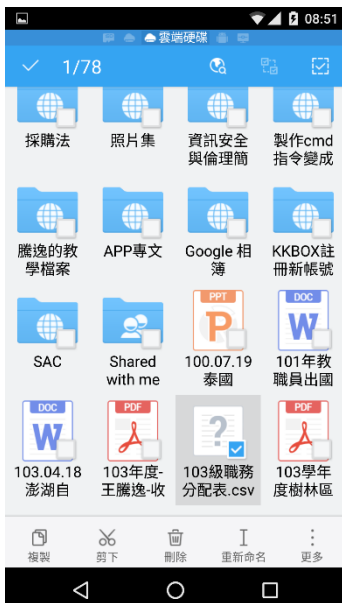 08:51
雲端硬碟
1/78
採購法
照片集
資訊安全
與倫理簡
製作cmd
指令變成
騰逸的教
學檔案
APP專文
Google 相
簿
KKBOX註
冊新帳號
SAC
Shared
with me
PPT
P
100.07.19
泰國
DOC
W
101年教
職員出國
DOC
W
103.04.18
澎湖自
PDF
103年度-
王騰逸-收
?
103級職務
分配表.csv
PDF
103學年
度樹林區
複製
剪下
刪除
重新命名
更多